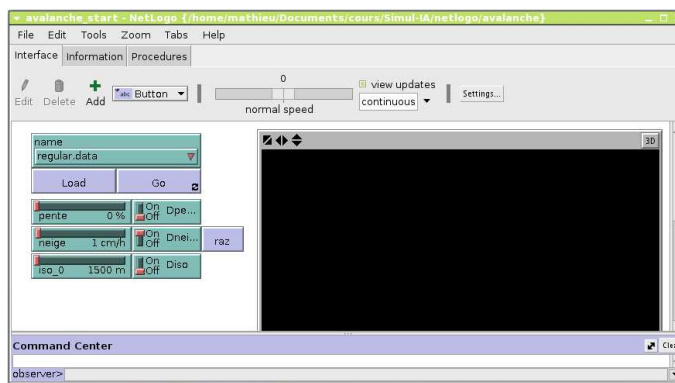 avalanche_start - NetLogo {/home/mathieu/Documents/cours/Simul-IA/netlogo/avalanche}
File Edit Tools Zoom Tabs Help
Interface Information Procedures
Edit Delete Add abc Button
0
normal speed
view updates
continuous
Settings...
name
regular.data
Load Go
pente 0 % On Off Dpe...
neige 1 cm/h On Off Dnei... raz
iso_0 1500 m On Off Diso
3D
Command Center
observer>